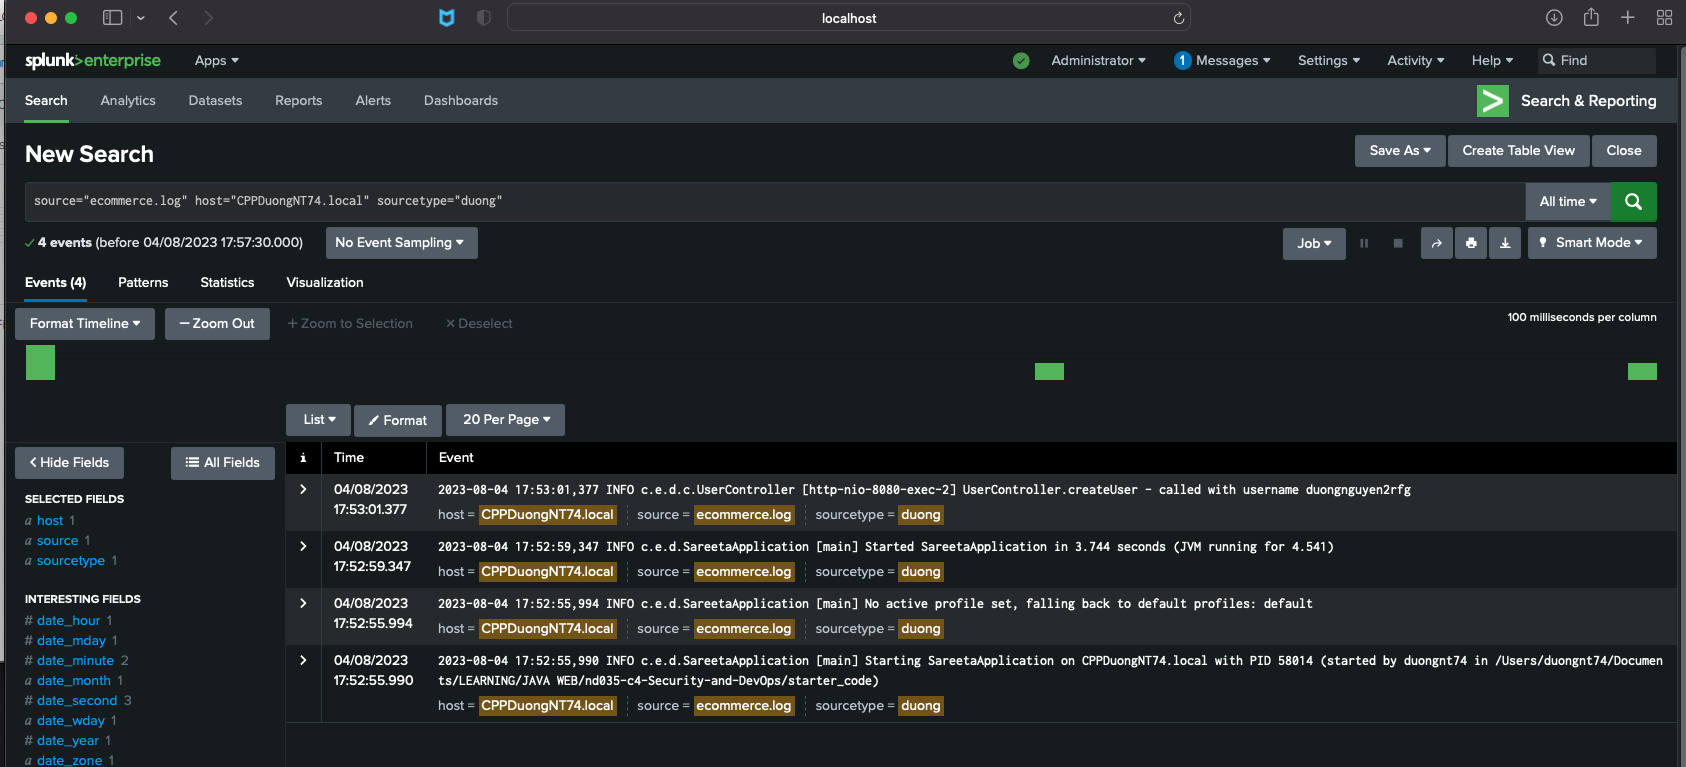 localhost
splunk>enterprise Apps Administrator 1 Messages Settings Activity Help Find
Search Analytics Datasets Reports Alerts Dashboards Search & Reporting
New Search Save As Create Table View Close
source="ecommerce.log" host="CPPDuongNT74.local" sourcetype="duong" All time
4 events (before 04/08/2023 17:57:30.000) No Event Sampling Job Smart Mode
Events (4) Patterns Statistics Visualization
Format Timeline — Zoom Out + Zoom to Selection × Deselect 100 milliseconds per column
List Format 20 Per Page
< Hide Fields All Fields
i Time Event
SELECTED FIELDS
a host 1
a source 1
a sourcetype 1
INTERESTING FIELDS
# date_hour 1
# date_mday 1
# date_minute 2
a date_month 1
# date_second 3
a date_wday 1
# date_year 1
a date_zone 1
04/08/2023
17:53:01.377
2023-08-04 17:53:01,377 INFO c.e.d.c.UserController [http-nio-8080-exec-2] UserController.createUser - called with username duongnguyen2rfg
host = CPPDuongNT74.local source = ecommerce.log sourcetype = duong
04/08/2023
17:52:59.347
2023-08-04 17:52:59,347 INFO c.e.d.SareetaApplication [main] Started SareetaApplication in 3.744 seconds (JVM running for 4.541)
host = CPPDuongNT74.local source = ecommerce.log sourcetype = duong
04/08/2023
17:52:55.994
2023-08-04 17:52:55,994 INFO c.e.d.SareetaApplication [main] No active profile set, falling back to default profiles: default
host = CPPDuongNT74.local source = ecommerce.log sourcetype = duong
04/08/2023
17:52:55.990
2023-08-04 17:52:55,990 INFO c.e.d.SareetaApplication [main] Starting SareetaApplication on CPPDuongNT74.local with PID 58014 (started by duongnt74 in /Users/duongnt74/Documen
ts/LEARNING/JAVA WEB/nd035-c4-Security-and-DevOps/starter_code)
host = CPPDuongNT74.local source = ecommerce.log sourcetype = duong